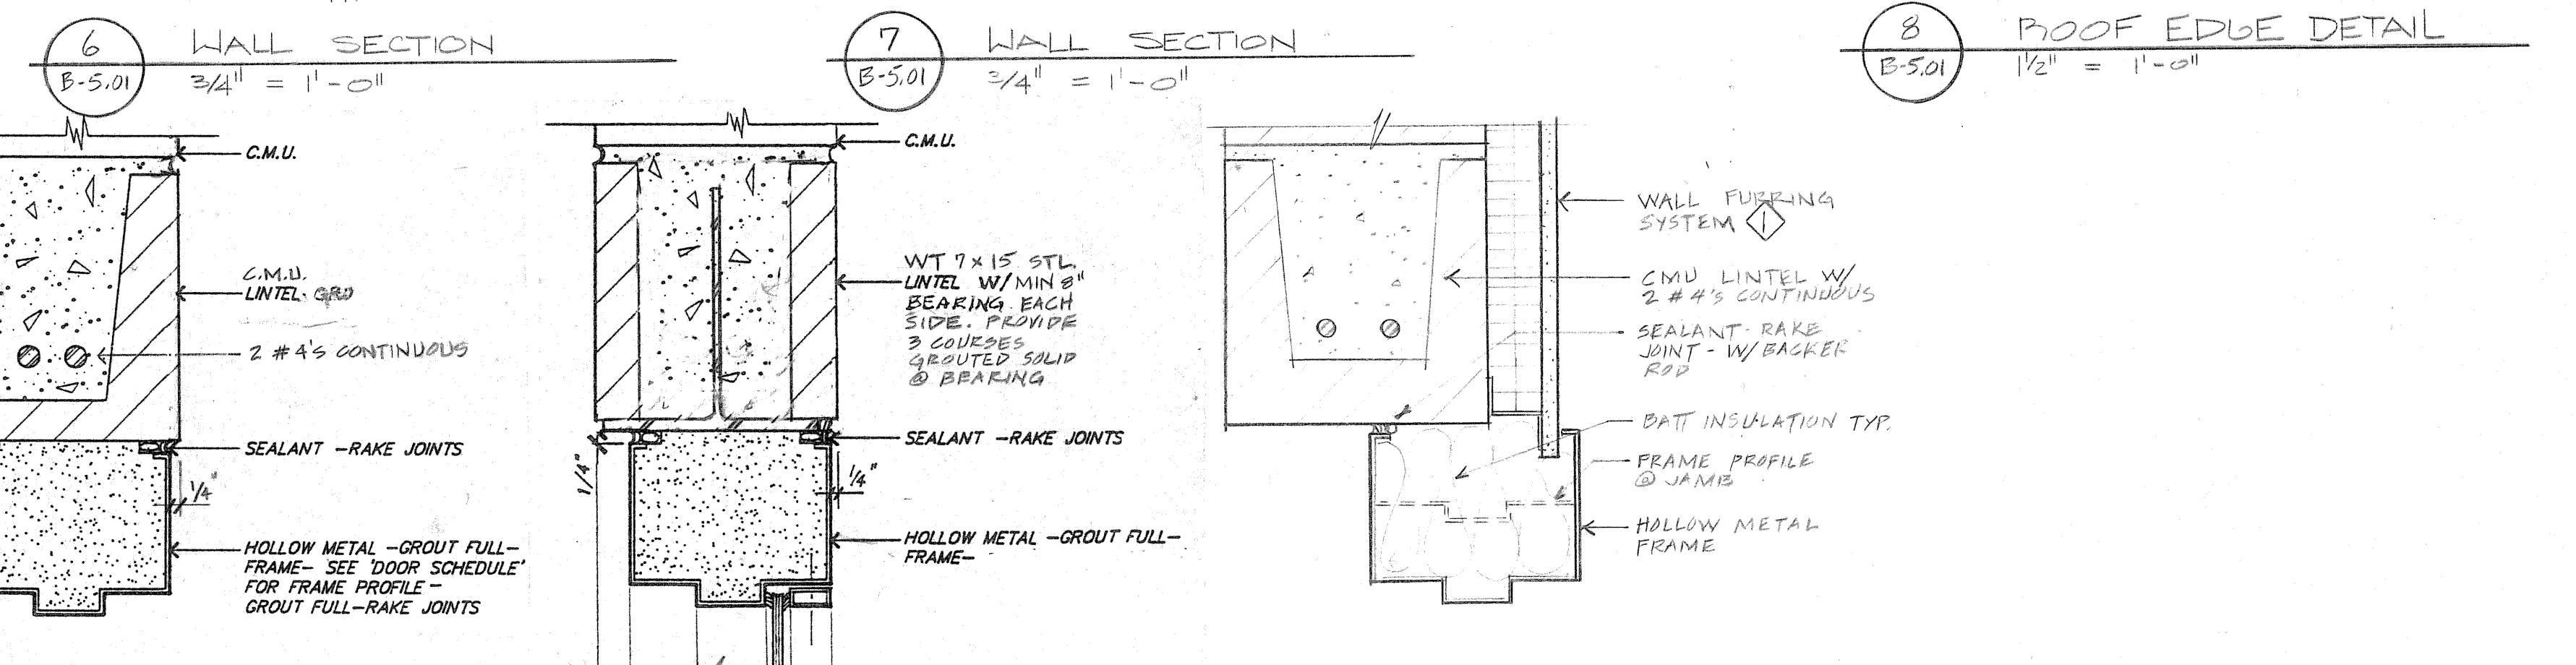 6
B-5.01
WALL SECTION
3/4" = 1'-0"
7
B-5.01
WALL SECTION
3/4" = 1'-0"
8
B-5.01
ROOF EDGE DETAIL
1 1/2" = 1'-0"
C.M.U.
C.M.U.
LINTEL GRD
2 #4'S CONTINUOUS
SEALANT -RAKE JOINTS
1/4"
HOLLOW METAL -GROUT FULL-
FRAME- SEE 'DOOR SCHEDULE'
FOR FRAME PROFILE -
GROUT FULL-RAKE JOINTS
C.M.U.
WT 7 x 15 STL.
LINTEL W/ MIN 8"
BEARING EACH
SIDE. PROVIDE
3 COURSES
GROUTED SOLID
@ BEARING
SEALANT -RAKE JOINTS
1/4"
1/4"
HOLLOW METAL -GROUT FULL-
FRAME-
WALL FURRING
SYSTEM 1
CMU LINTEL W/
2 #4'S CONTINUOUS
SEALANT - RAKE
JOINT - W/ BACKER
ROD
BATT INSULATION TYP.
FRAME PROFILE
@ JAMB
HOLLOW METAL
FRAME